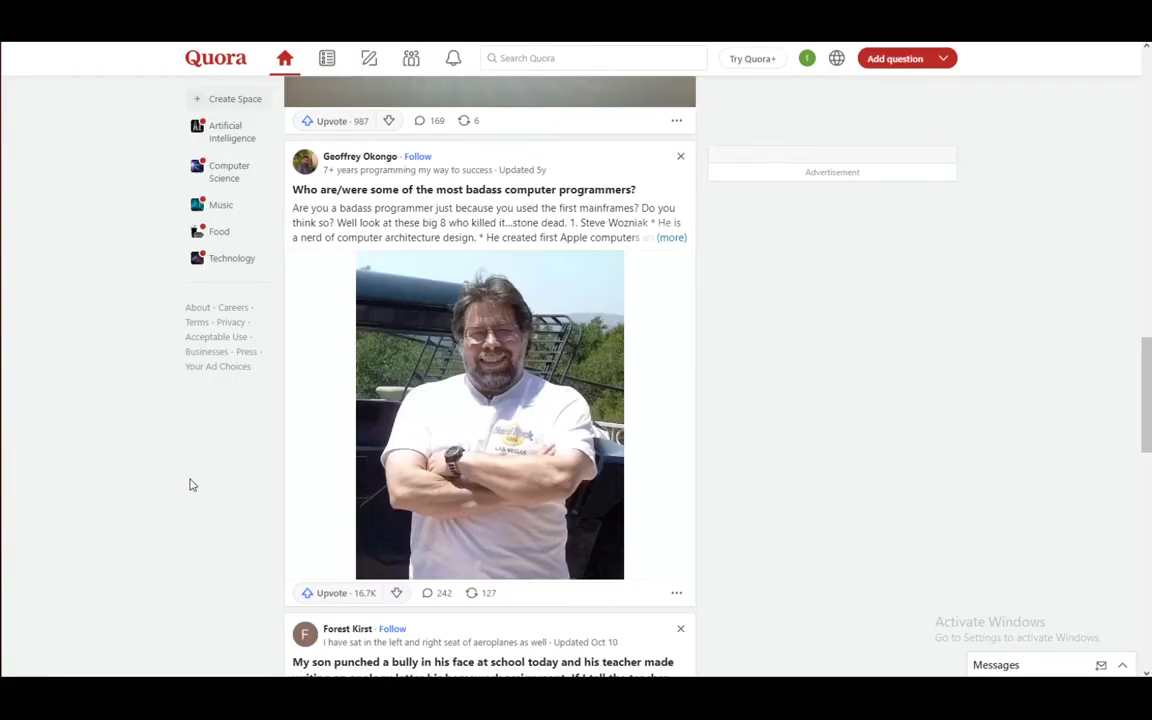 Quora
Search Quora
Try Quora+
Add question
Create Space
Artificial
Intelligence
Computer
Science
Music
Food
Technology
About · Careers ·
Terms · Privacy ·
Acceptable Use ·
Businesses · Press ·
Your Ad Choices
Upvote · 987
169
6
Geoffrey Okongo · Follow
7+ years programming my way to success · Updated 5y
Who are/were some of the most badass computer programmers?
Are you a badass programmer just because you used the first mainframes? Do you
think so? Well look at these big 8 who killed it...stone dead. 1. Steve Wozniak * He is
a nerd of computer architecture design. * He created first Apple computers (more)
Hard Rock
LAS VEGAS
Upvote · 16.7K
242
127
F
Forest Kirst · Follow
I have sat in the left and right seat of aeroplanes as well · Updated Oct 10
My son punched a bully in his face at school today and his teacher made
Advertisement
Activate Windows
Go to Settings to activate Windows.
Messages